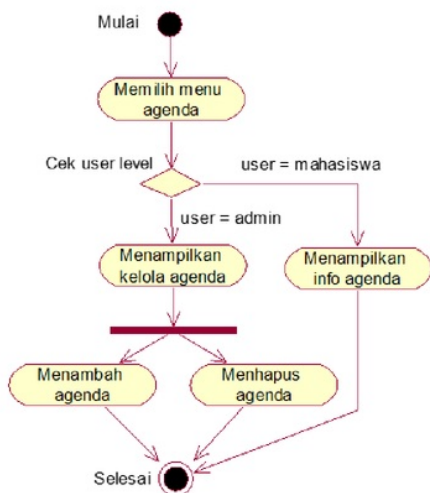 Mulai
Memilih menu
agenda
Cek user level
user = mahasiswa
user = admin
Menampilkan
kelola agenda
Menampilkan
info agenda
Menambah
agenda
Menhapus
agenda
Selesai